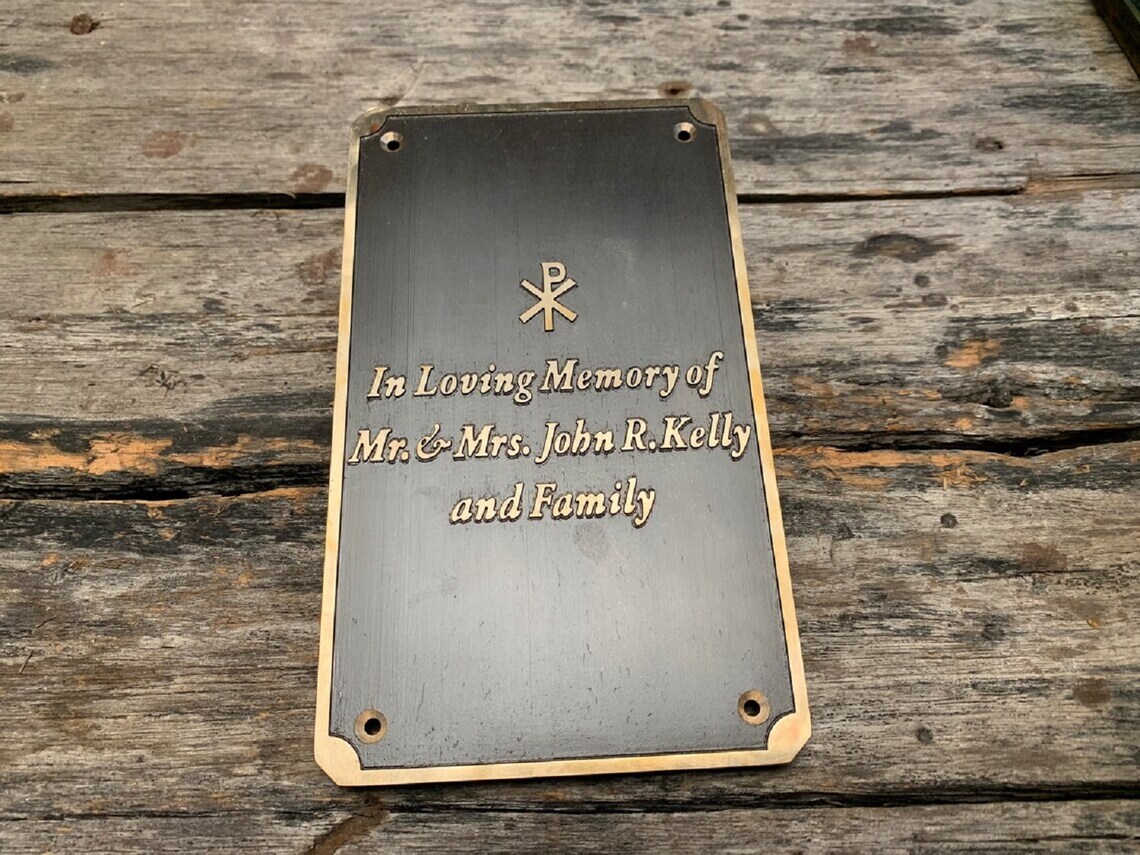 ☧
In Loving Memory of
Mr. & Mrs. John R. Kelly
and Family